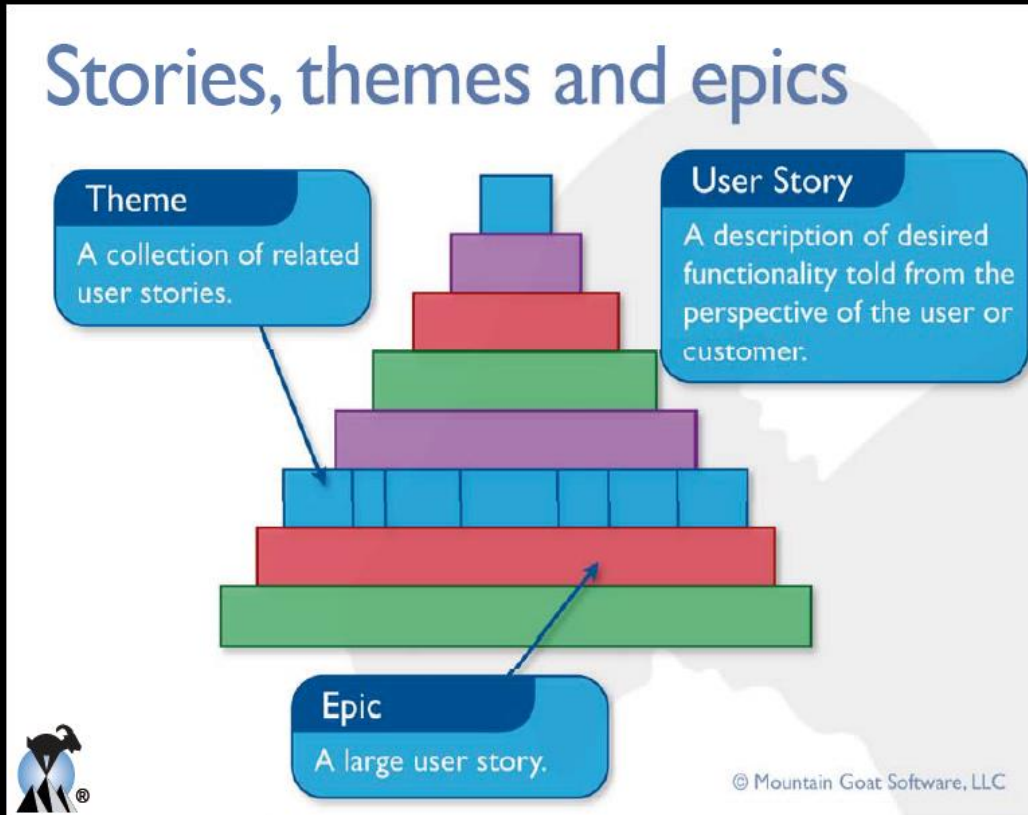 Stories, themes and epics
Theme
A collection of related
user stories.
User Story
A description of desired
functionality told from the
perspective of the user or
customer.
Epic
A large user story.
®
© Mountain Goat Software, LLC